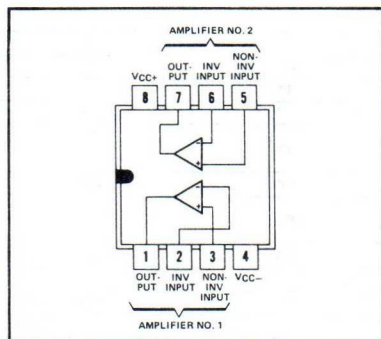 AMPLIFIER NO. 2
VCC+
OUT-
PUT
INV
INPUT
NON-
INV
INPUT
8 7 6 5
- +
- +
1 2 3 4
OUT-
PUT
INV
INPUT
NON-
INV
INPUT
VCC−
AMPLIFIER NO. 1